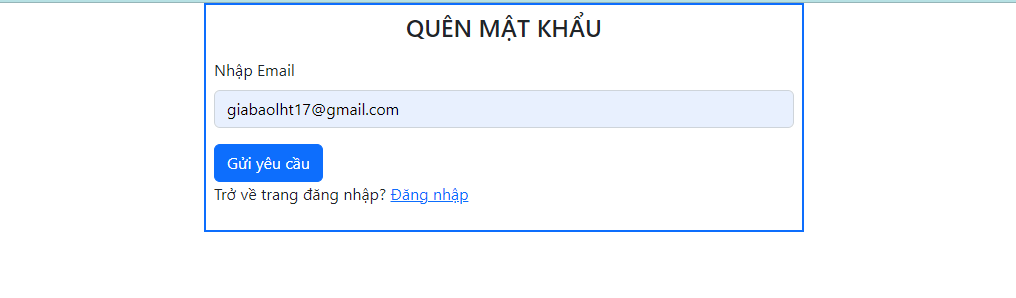 QUÊN MẬT KHẨU
Nhập Email
giabaolht17@gmail.com
Gửi yêu cầu
Trở về trang đăng nhập? Đăng nhập